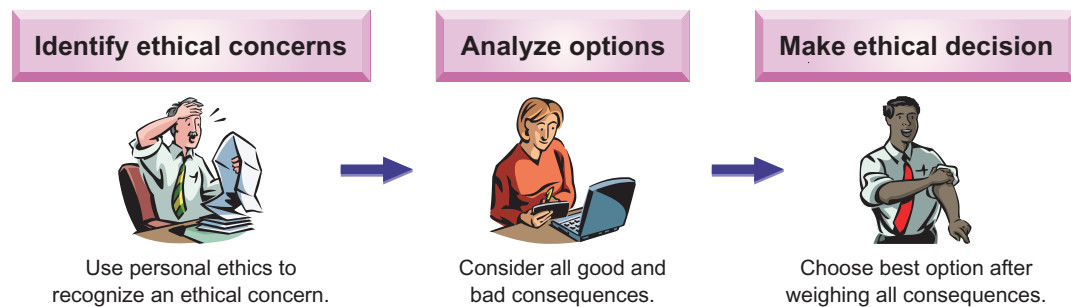 Identify ethical concerns
Analyze options
Make ethical decision
Use personal ethics to
recognize an ethical concern.
Consider all good and
bad consequences.
Choose best option after
weighing all consequences.